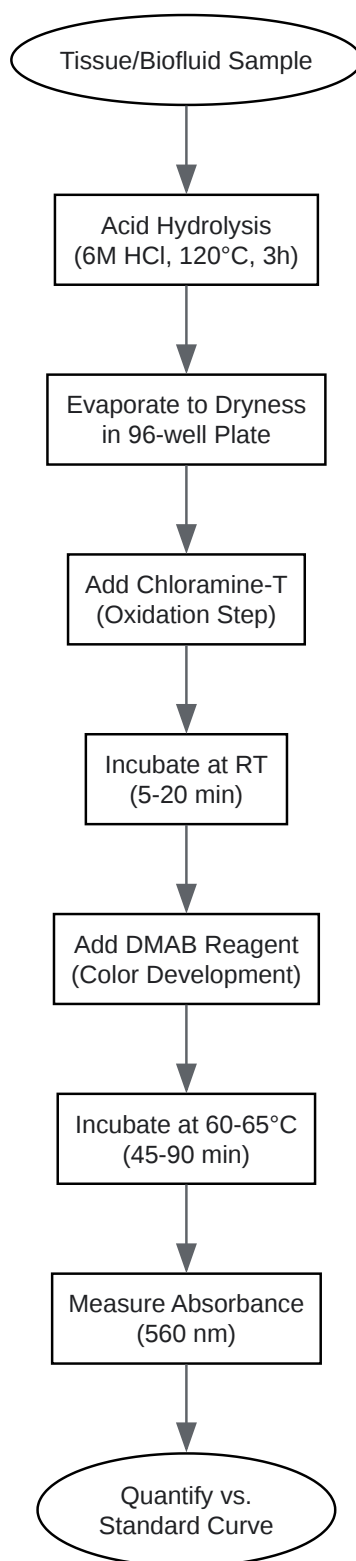 Tissue/Biofluid Sample
Acid Hydrolysis
(6M HCl, 120°C, 3h)
Evaporate to Dryness
in 96-well Plate
Add Chloramine-T
(Oxidation Step)
Incubate at RT
(5-20 min)
Add DMAB Reagent
(Color Development)
Incubate at 60-65°C
(45-90 min)
Measure Absorbance
(560 nm)
Quantify vs.
Standard Curve